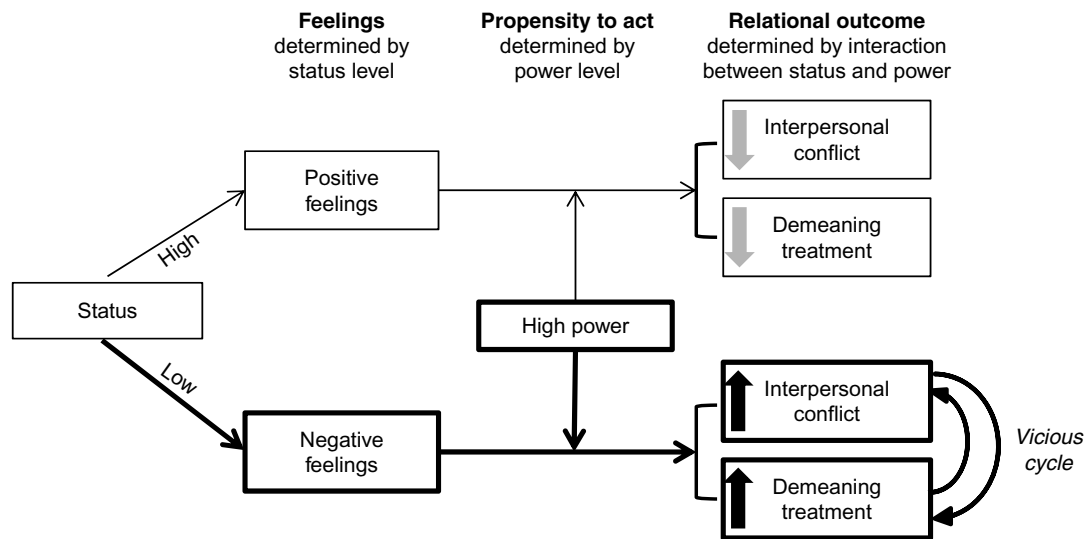 Feelings
determined by
status level
Propensity to act
determined by
power level
Relational outcome
determined by interaction
between status and power
Interpersonal
conflict
Positive
feelings
Demeaning
treatment
High
Status
High power
Low
Interpersonal
conflict
Negative
feelings
Vicious
cycle
Demeaning
treatment